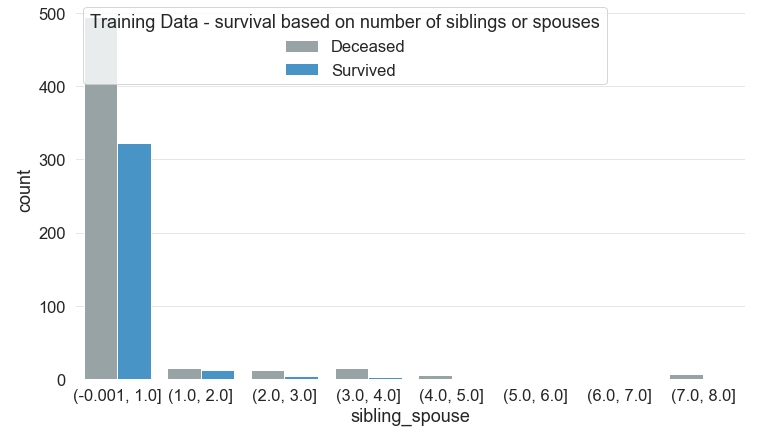 Training Data - survival based on number of siblings or spouses
Deceased
Survived
500
400
300
200
100
0
count
(-0.001, 1.0] (1.0, 2.0] (2.0, 3.0] (3.0, 4.0] (4.0, 5.0] (5.0, 6.0] (6.0, 7.0] (7.0, 8.0]
sibling_spouse